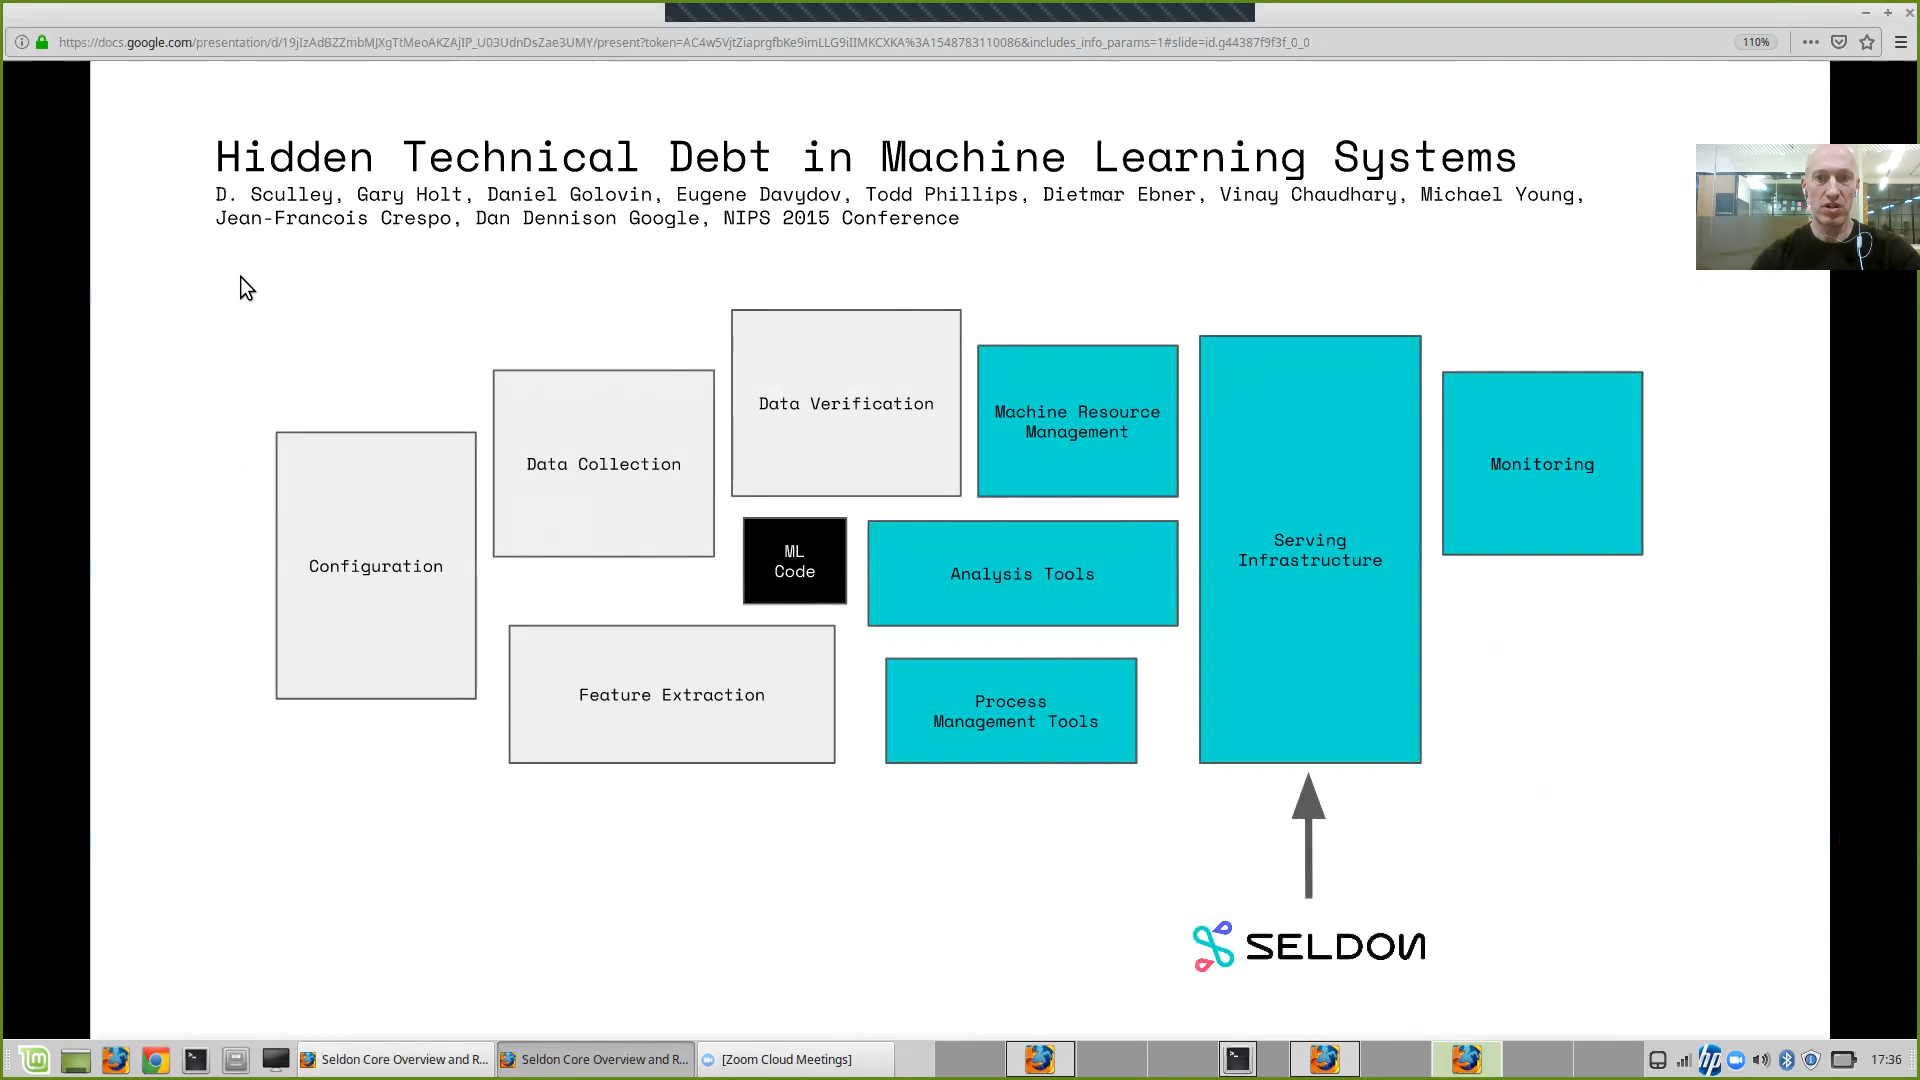 https://docs.google.com/presentation/d/19jIzAdBZZmbMJXgTtMeoAKZAjIP_U03UdnDsZae3UMY/present?token=AC4w5VjtZiaprgfbKe9imLLG9iIIMKCXKA%3A1548783110086&includes_info_params=1#slide=id.g44387f9f3f_0_0
110%
Hidden Technical Debt in Machine Learning Systems
D. Sculley, Gary Holt, Daniel Golovin, Eugene Davydov, Todd Phillips, Dietmar Ebner, Vinay Chaudhary, Michael Young,
Jean-Francois Crespo, Dan Dennison Google, NIPS 2015 Conference
Configuration
Data Collection
Data Verification
Machine Resource
Management
ML
Code
Analysis Tools
Serving
Infrastructure
Monitoring
Feature Extraction
Process
Management Tools
SELDON
Seldon Core Overview and R...
Seldon Core Overview and R...
[Zoom Cloud Meetings]
hp
17:36